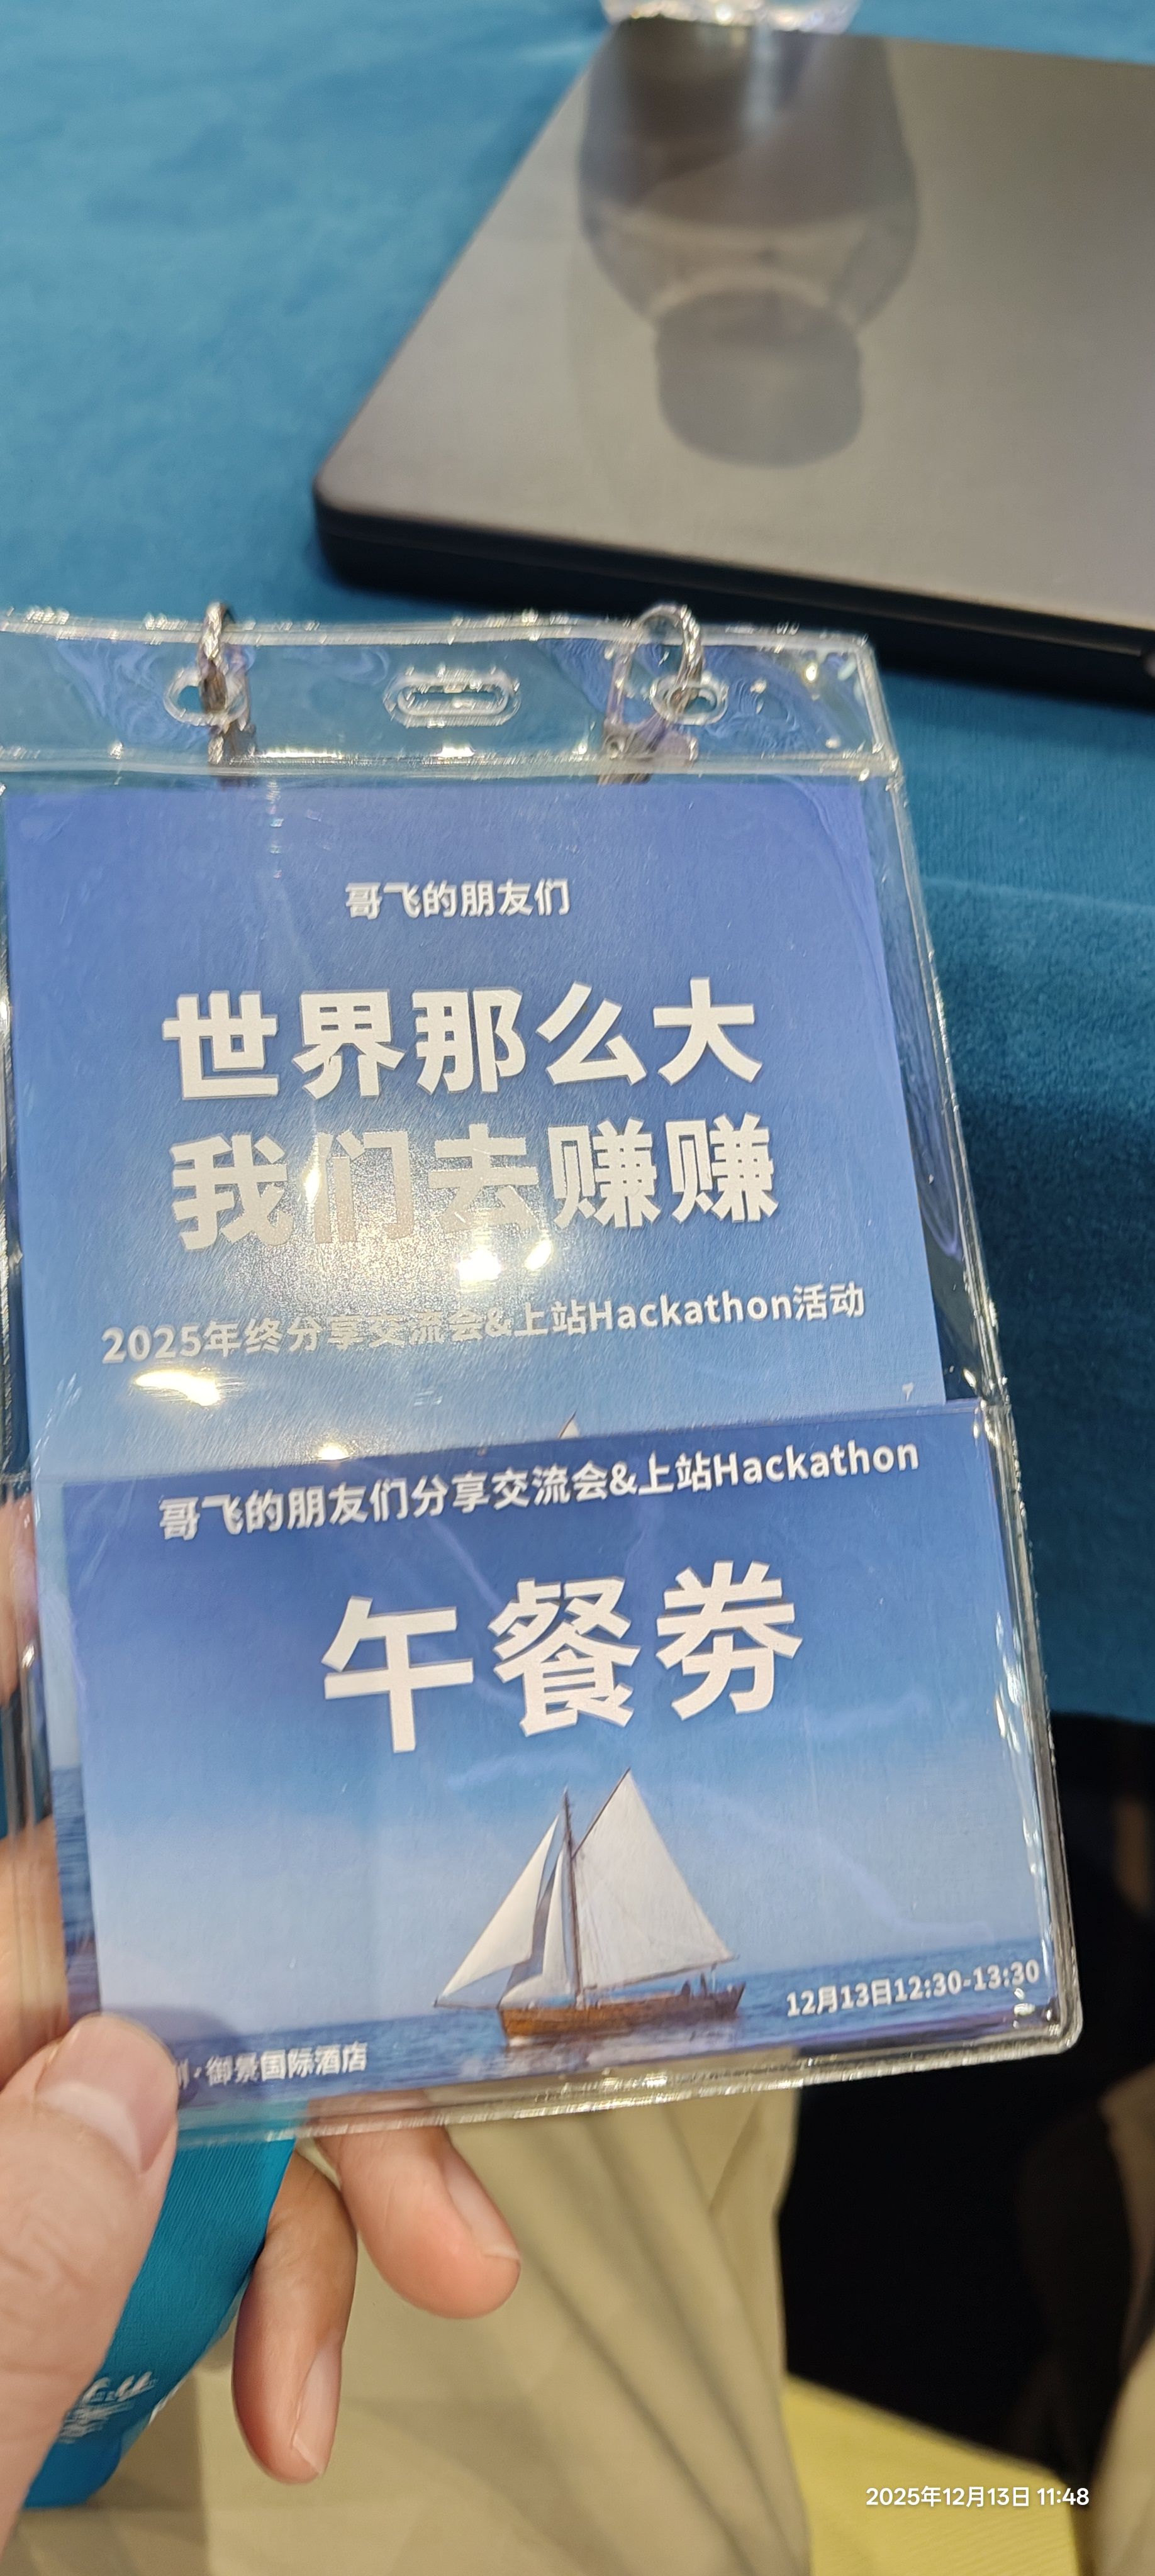 哥飞的朋友们
世界那么大
我们去赚赚
2025年终分享交流会&上站Hackathon活动
哥飞的朋友们分享交流会&上站Hackathon
午餐券
12月13日12:30-13:30
·御景国际酒店
2025年12月13日 11:48